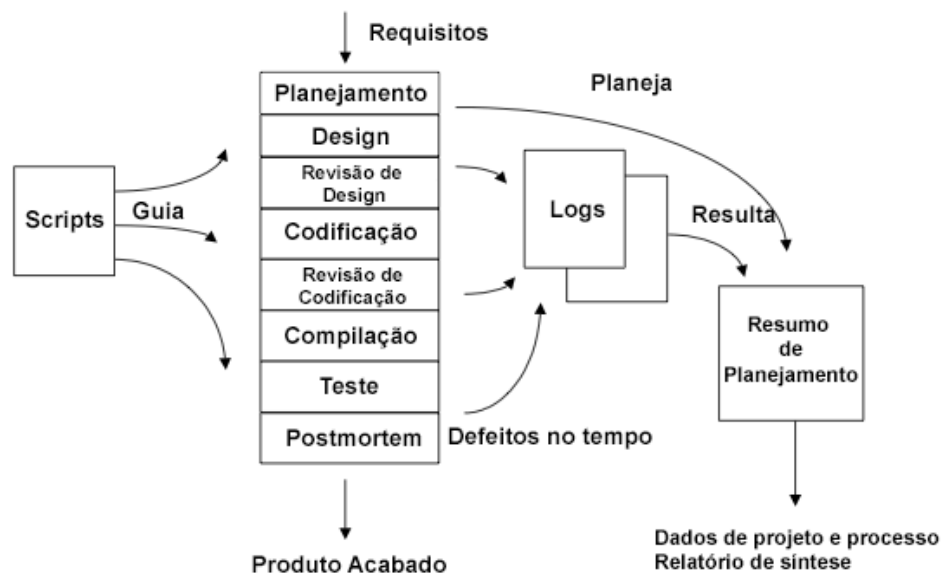 Requisitos
Planeja
Planejamento
Design
Revisão de
Design
Codificação
Revisão de
Codificação
Compilação
Teste
Postmortem
Scripts
Guia
Logs
Resulta
Resumo
de
Planejamento
Defeitos no tempo
Produto Acabado
Dados de projeto e processo
Relatório de síntese